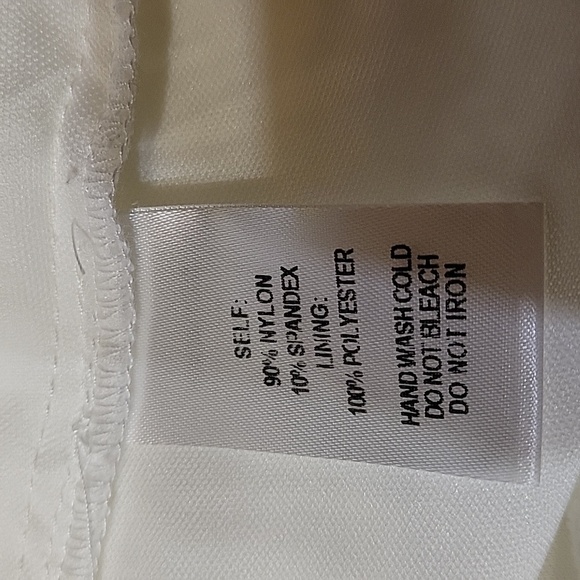 SELF:
90% NYLON
10% SPANDEX
LINING:
100% POLYESTER
HAND WASH COLD
DO NOT BLEACH
DO NOT IRON